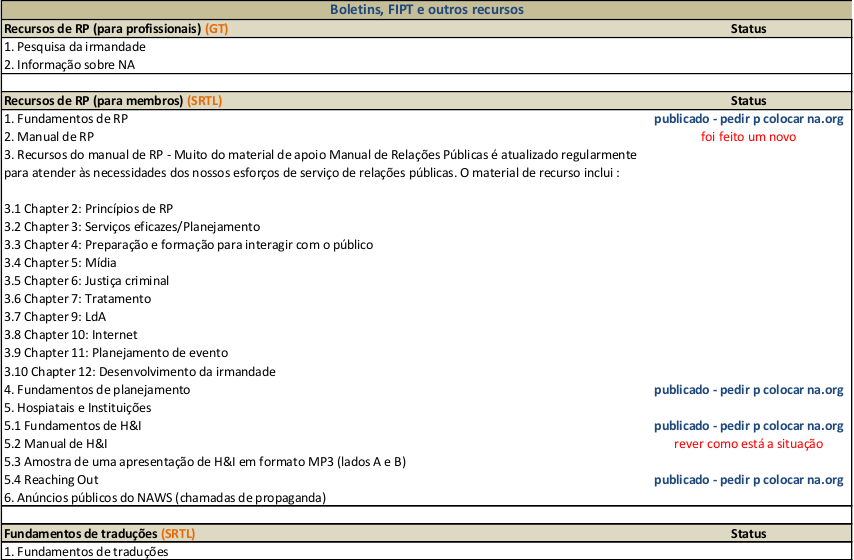 Boletins, FIPT e outros recursos
Recursos de RP (para profissionais) (GT) Status
1. Pesquisa da irmandade
2. Informação sobre NA
Recursos de RP (para membros) (SRTL) Status
1. Fundamentos de RP publicado - pedir p colocar na.org
2. Manual de RP foi feito um novo
3. Recursos do manual de RP - Muito do material de apoio Manual de Relações Públicas é atualizado regularmente
para atender às necessidades dos nossos esforços de serviço de relações públicas. O material de recurso inclui :
3.1 Chapter 2: Princípios de RP
3.2 Chapter 3: Serviços eficazes/Planejamento
3.3 Chapter 4: Preparação e formação para interagir com o público
3.4 Chapter 5: Mídia
3.5 Chapter 6: Justiça criminal
3.6 Chapter 7: Tratamento
3.7 Chapter 9: LdA
3.8 Chapter 10: Internet
3.9 Chapter 11: Planejamento de evento
3.10 Chapter 12: Desenvolvimento da irmandade
4. Fundamentos de planejamento publicado - pedir p colocar na.org
5. Hospiatais e Instituições
5.1 Fundamentos de H&I publicado - pedir p colocar na.org
5.2 Manual de H&I rever como está a situação
5.3 Amostra de uma apresentação de H&I em formato MP3 (lados A e B)
5.4 Reaching Out publicado - pedir p colocar na.org
6. Anúncios públicos do NAWS (chamadas de propaganda)
Fundamentos de traduções (SRTL) Status
1. Fundamentos de traduções